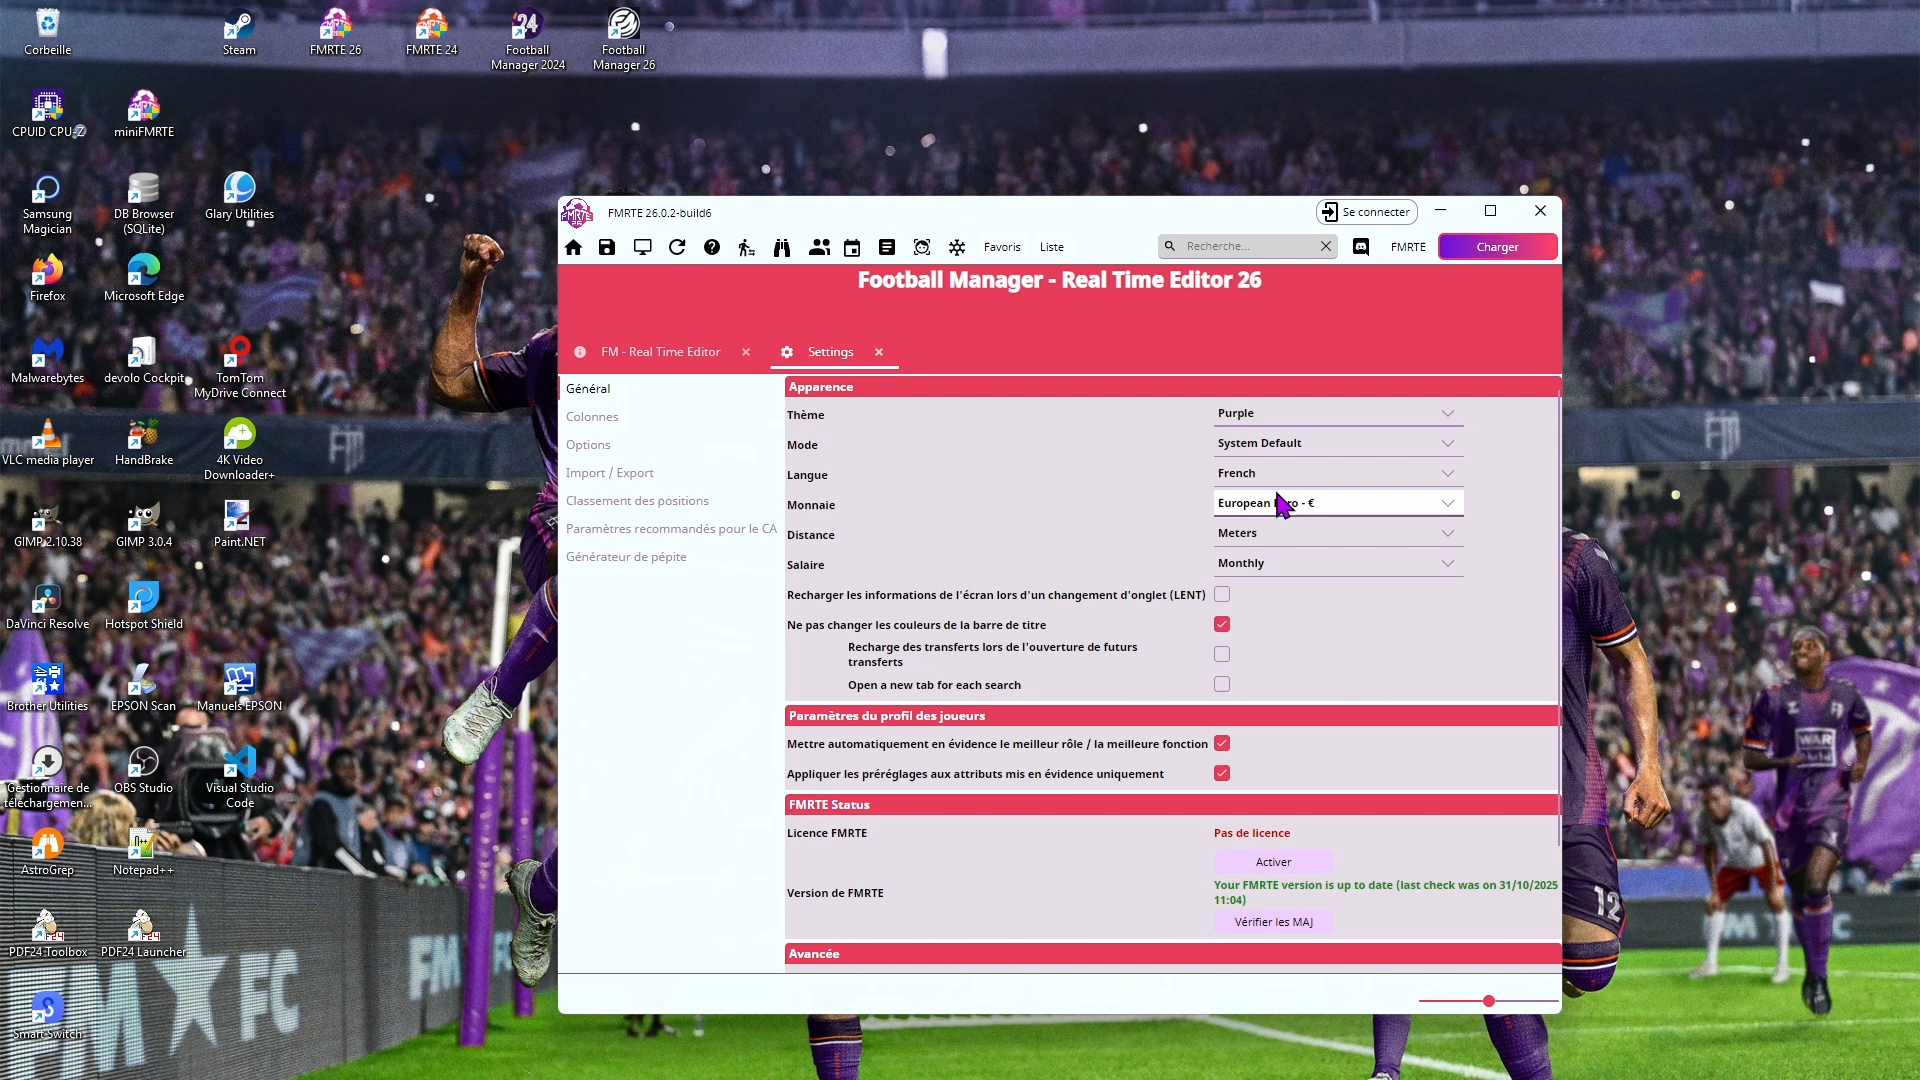 Corbeille
Steam
FMRTE 26
FMRTE 24
Football
Manager 2024
Football
Manager 26
CPUID CPU-Z
miniFMRTE
Samsung
Magician
DB Browser
(SQLite)
Glary Utilities
Firefox
Microsoft Edge
Malwarebytes
devolo Cockpit
TomTom
MyDrive Connect
VLC media player
HandBrake
4K Video
Downloader+
GIMP 2.10.38
GIMP 3.0.4
Paint.NET
DaVinci Resolve
Hotspot Shield
Brother Utilities
EPSON Scan
Manuels EPSON
Gestionnaire de
téléchargemen...
OBS Studio
Visual Studio
Code
AstroGrep
Notepad++
PDF24 Toolbox
PDF24 Launcher
Smart Switch
FMRTE 26.0.2-build6
Se connecter
Favoris
Liste
Recherche...
FMRTE
Charger
Football Manager - Real Time Editor 26
FM - Real Time Editor
Settings
Général
Colonnes
Options
Import / Export
Classement des positions
Paramètres recommandés pour le CA
Générateur de pépite
Apparence
Thème
Purple
Mode
System Default
Langue
French
Monnaie
European - €
Distance
Meters
Salaire
Monthly
Recharger les informations de l'écran lors d'un changement d'onglet (LENT)
Ne pas changer les couleurs de la barre de titre
Recharge des transferts lors de l'ouverture de futurs
transferts
Open a new tab for each search
Paramètres du profil des joueurs
Mettre automatiquement en évidence le meilleur rôle / la meilleure fonction
Appliquer les préréglages aux attributs mis en évidence uniquement
FMRTE Status
Licence FMRTE
Pas de licence
Activer
Version de FMRTE
Your FMRTE version is up to date (last check was on 31/10/2025
11:04)
Vérifier les MAJ
Avancée
FM FC
FM
WAR
12